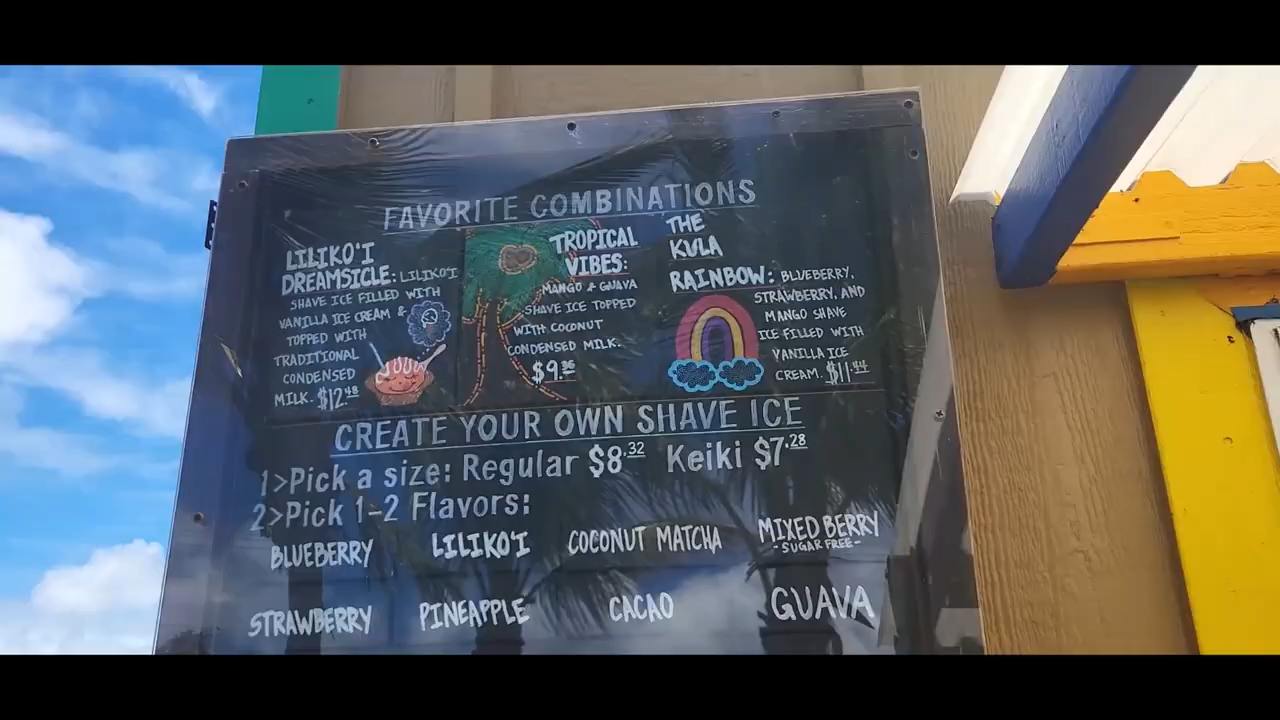 FAVORITE COMBINATIONS
LILIKO'I
DREAMSICLE: LILIKO'I
SHAVE ICE FILLED WITH
VANILLA ICE CREAM &
TOPPED WITH
TRADITIONAL
CONDENSED
MILK. $12.48
TROPICAL
VIBES:
MANGO & GUAVA
SHAVE ICE TOPPED
WITH COCONUT
CONDENSED MILK.
$9.36
THE
KULA
RAINBOW: BLUEBERRY,
STRAWBERRY, AND
MANGO SHAVE
ICE FILLED WITH
VANILLA ICE
CREAM. $11.44
CREATE YOUR OWN SHAVE ICE
1>Pick a size: Regular $8.32 Keiki $7.28
2>Pick 1-2 Flavors:
BLUEBERRY LILIKO'I COCONUT MATCHA MIXED BERRY
-SUGAR FREE-
STRAWBERRY PINEAPPLE CACAO GUAVA